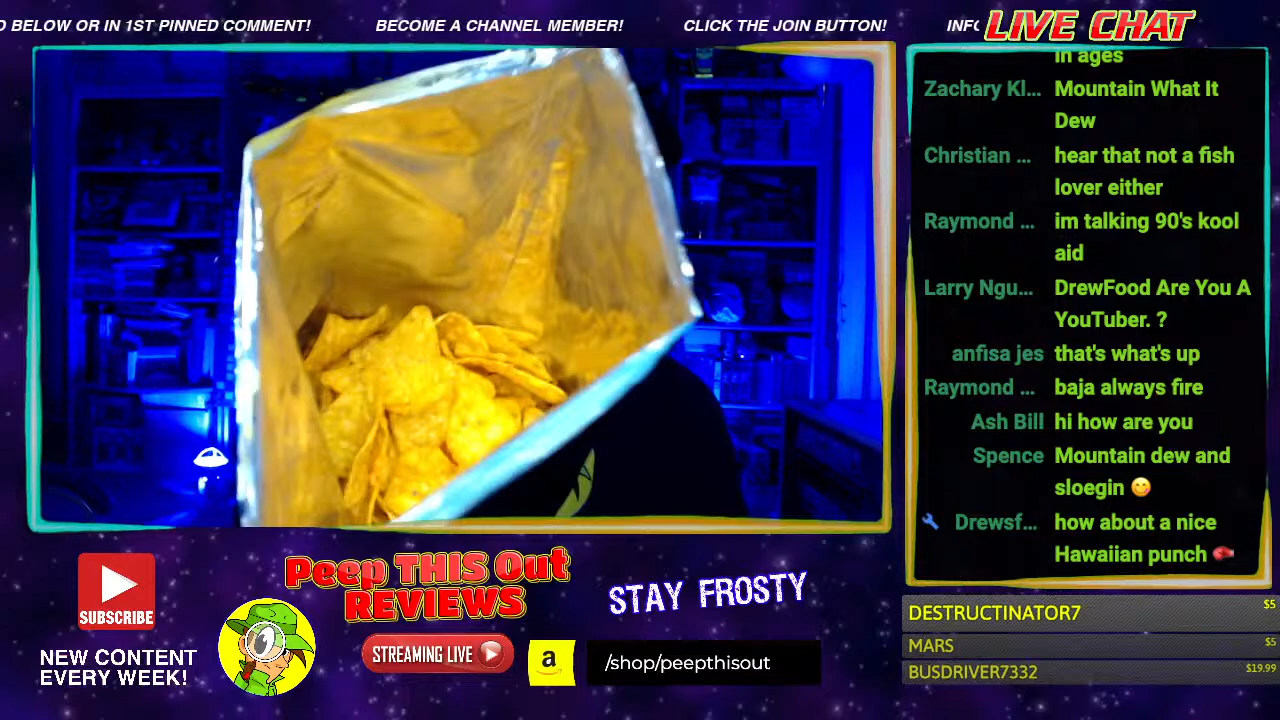 D BELOW OR IN 1ST PINNED COMMENT! BECOME A CHANNEL MEMBER! CLICK THE JOIN BUTTON! INFO
LIVE CHAT
in ages
Zachary Kl... Mountain What It
Dew
Christian ... hear that not a fish
lover either
Raymond ... im talking 90's kool
aid
Larry Ngu... DrewFood Are You A
YouTuber. ?
anfisa jes that's what's up
Raymond ... baja always fire
Ash Bill hi how are you
Spence Mountain dew and
sloegin 😋
Drewsf... how about a nice
Hawaiian punch 🥊
SUBSCRIBE
NEW CONTENT
EVERY WEEK!
Peep THIS Out
REVIEWS
STREAMING LIVE
STAY FROSTY
a
/shop/peepthisout
DESTRUCTINATOR7 $5
MARS $5
BUSDRIVER7332 $19.99